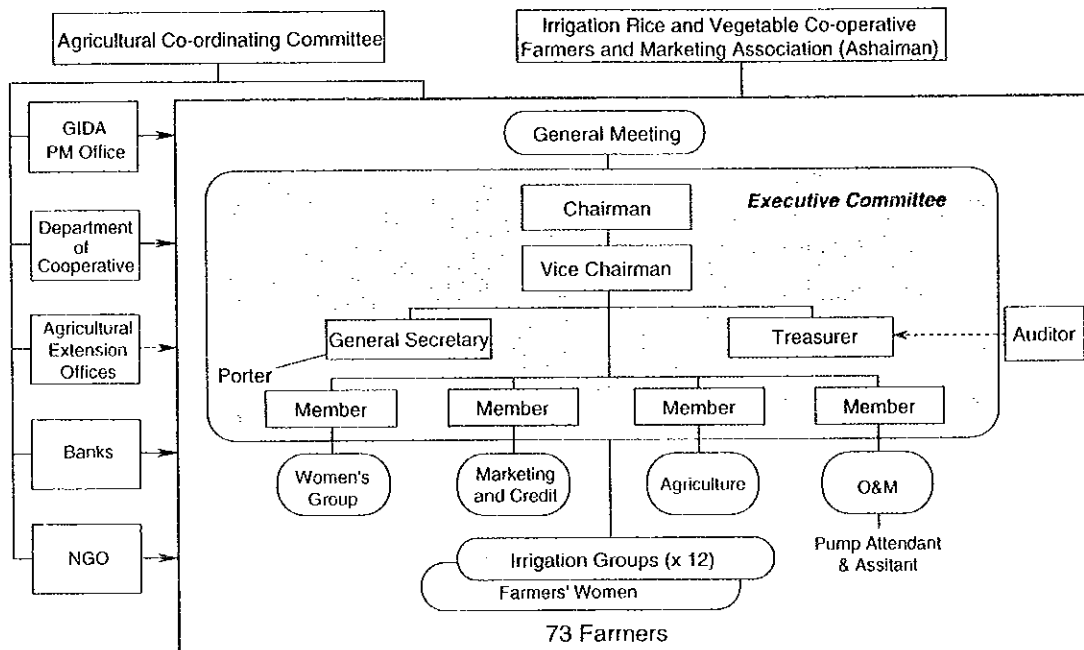 Agricultural Co-ordinating Committee
Irrigation Rice and Vegetable Co-operative
Farmers and Marketing Association (Ashaiman)
GIDA
PM Office
Department
of
Cooperative
Agricultural
Extension
Offices
Banks
NGO
General Meeting
Executive Committee
Chairman
Vice Chairman
General Secretary
Treasurer
Auditor
Porter
Member
Member
Member
Member
Women's
Group
Marketing
and Credit
Agriculture
O&M
Pump Attendant
& Assitant
Irrigation Groups (x 12)
Farmers' Women
73 Farmers